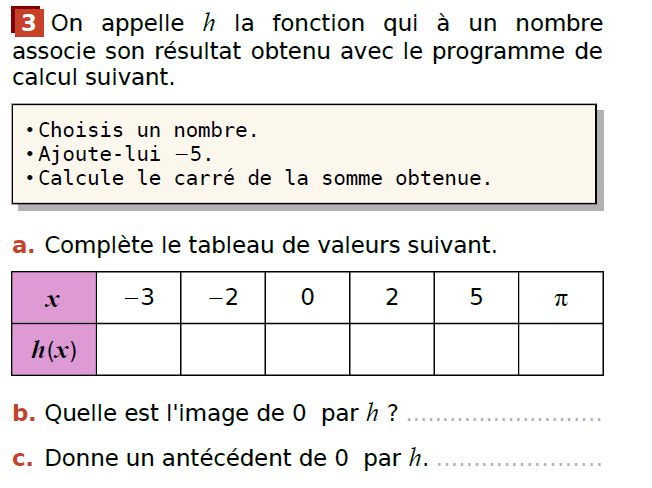 3 On appelle h la fonction qui à un nombre
associe son résultat obtenu avec le programme de
calcul suivant.
• Choisis un nombre.
• Ajoute-lui −5.
• Calcule le carré de la somme obtenue.
a. Complète le tableau de valeurs suivant.
x −3 −2 0 2 5 π
h(x)
b. Quelle est l'image de 0 par h ? ...........................
c. Donne un antécédent de 0 par h. .......................